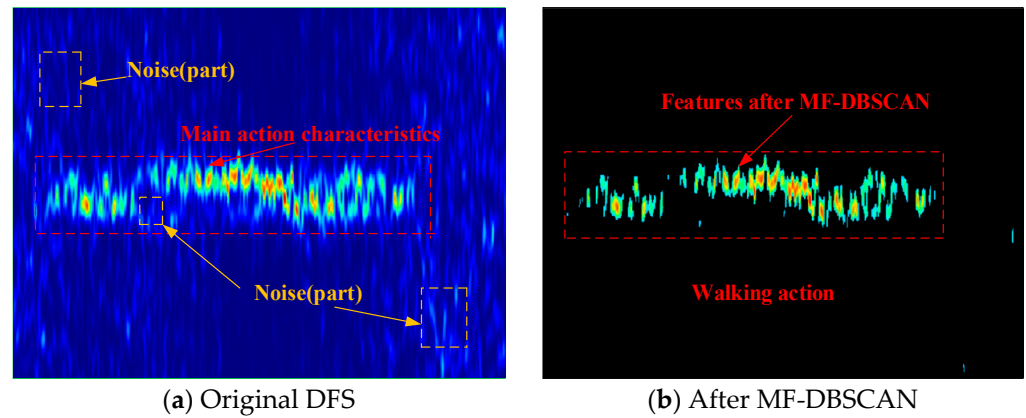 Noise(part)
Main action characteristics
Noise(part)
(a) Original DFS
Features after MF-DBSCAN
Walking action
(b) After MF-DBSCAN